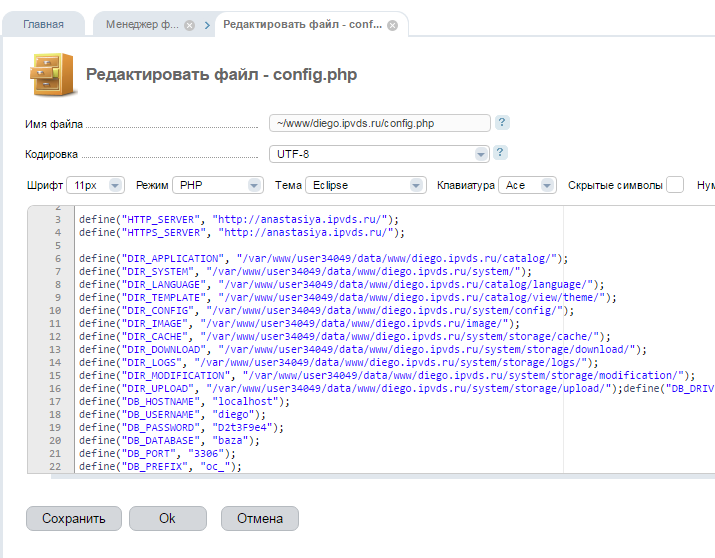 Главная
Менеджер ф...
Редактировать файл - conf...
Редактировать файл - config.php
Имя файла
~/www/diego.ipvds.ru/config.php
?
Кодировка
UTF-8
?
Шрифт 11px Режим PHP Тема Eclipse Клавиатура Ace Скрытые символы Нум
2
3 define("HTTP_SERVER", "http://anastasiya.ipvds.ru/");
4 define("HTTPS_SERVER", "http://anastasiya.ipvds.ru/");
5
6 define("DIR_APPLICATION", "/var/www/user34049/data/www/diego.ipvds.ru/catalog/");
7 define("DIR_SYSTEM", "/var/www/user34049/data/www/diego.ipvds.ru/system/");
8 define("DIR_LANGUAGE", "/var/www/user34049/data/www/diego.ipvds.ru/catalog/language/");
9 define("DIR_TEMPLATE", "/var/www/user34049/data/www/diego.ipvds.ru/catalog/view/theme/");
10 define("DIR_CONFIG", "/var/www/user34049/data/www/diego.ipvds.ru/system/config/");
11 define("DIR_IMAGE", "/var/www/user34049/data/www/diego.ipvds.ru/image/");
12 define("DIR_CACHE", "/var/www/user34049/data/www/diego.ipvds.ru/system/storage/cache/");
13 define("DIR_DOWNLOAD", "/var/www/user34049/data/www/diego.ipvds.ru/system/storage/download/");
14 define("DIR_LOGS", "/var/www/user34049/data/www/diego.ipvds.ru/system/storage/logs/");
15 define("DIR_MODIFICATION", "/var/www/user34049/data/www/diego.ipvds.ru/system/storage/modification/");
16 define("DIR_UPLOAD", "/var/www/user34049/data/www/diego.ipvds.ru/system/storage/upload/");define("DB_DRIV
17 define("DB_HOSTNAME", "localhost");
18 define("DB_USERNAME", "diego");
19 define("DB_PASSWORD", "D2t3F9e4");
20 define("DB_DATABASE", "baza");
21 define("DB_PORT", "3306");
22 define("DB_PREFIX", "oc_");
Сохранить
Ok
Отмена